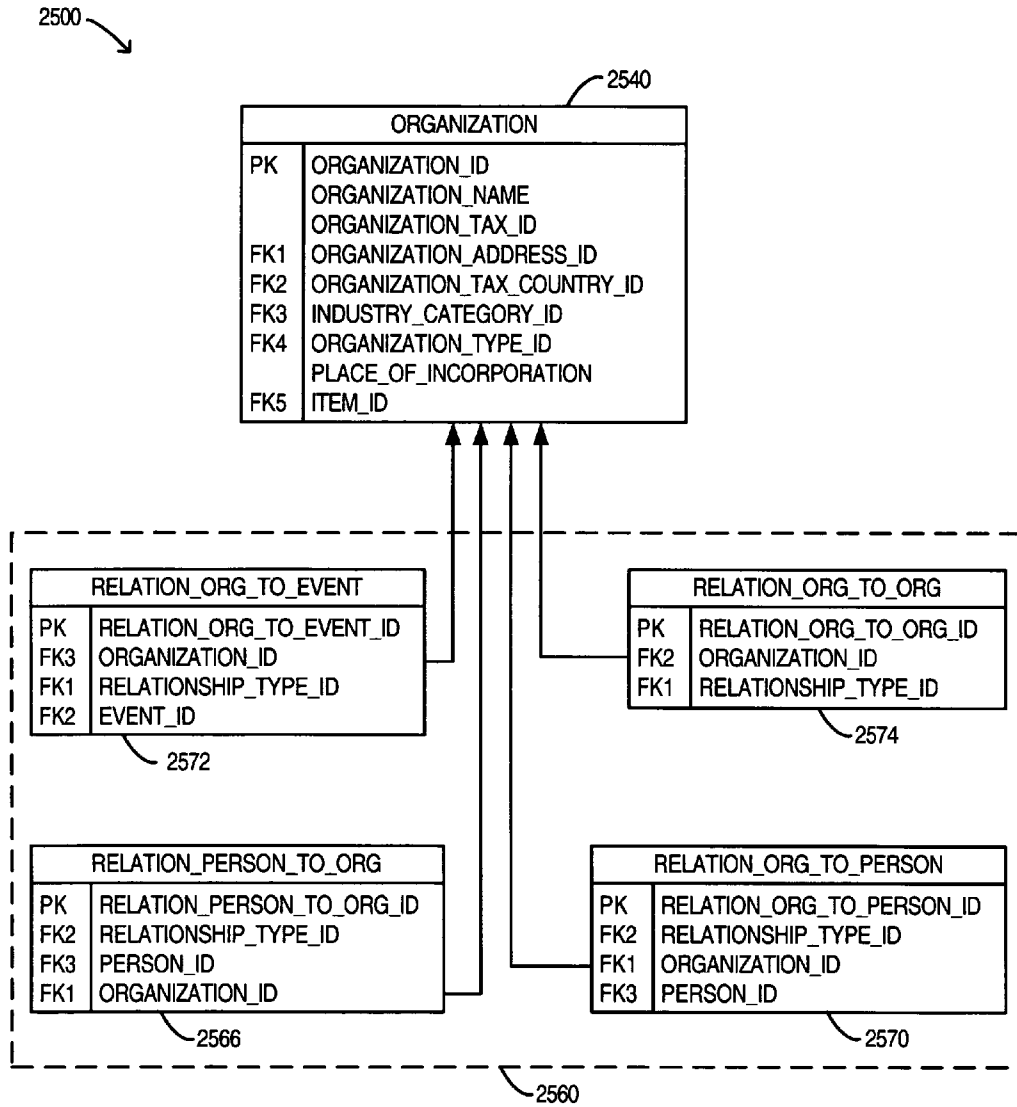 2500
2540
ORGANIZATION
PK ORGANIZATION_ID
ORGANIZATION_NAME
ORGANIZATION_TAX_ID
FK1 ORGANIZATION_ADDRESS_ID
FK2 ORGANIZATION_TAX_COUNTRY_ID
FK3 INDUSTRY_CATEGORY_ID
FK4 ORGANIZATION_TYPE_ID
PLACE_OF_INCORPORATION
FK5 ITEM_ID
RELATION_ORG_TO_EVENT
PK RELATION_ORG_TO_EVENT_ID
FK3 ORGANIZATION_ID
FK1 RELATIONSHIP_TYPE_ID
FK2 EVENT_ID
2572
RELATION_ORG_TO_ORG
PK RELATION_ORG_TO_ORG_ID
FK2 ORGANIZATION_ID
FK1 RELATIONSHIP_TYPE_ID
2574
RELATION_PERSON_TO_ORG
PK RELATION_PERSON_TO_ORG_ID
FK2 RELATIONSHIP_TYPE_ID
FK3 PERSON_ID
FK1 ORGANIZATION_ID
2566
RELATION_ORG_TO_PERSON
PK RELATION_ORG_TO_PERSON_ID
FK2 RELATIONSHIP_TYPE_ID
FK1 ORGANIZATION_ID
FK3 PERSON_ID
2570
2560